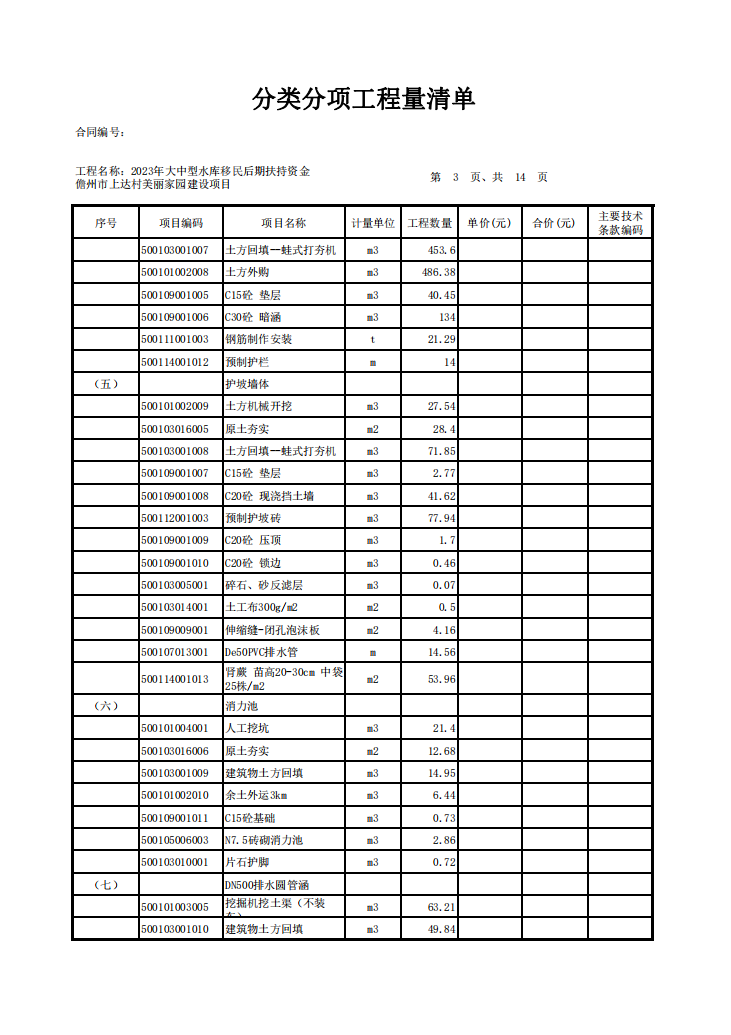 分类分项工程量清单
合同编号：
工程名称：2023年大中型水库移民后期扶持资金
儋州市上达村美丽家园建设项目
第 3 页、共 14 页
序号 项目编码 项目名称 计量单位 工程数量 单价(元) 合价(元) 主要技术
条款编码
500103001007 土方回填--蛙式打夯机 m3 453.6
500101002008 土方外购 m3 486.38
500109001005 C15砼 垫层 m3 40.45
500109001006 C30砼 暗涵 m3 134
500111001003 钢筋制作安装 t 21.29
500114001012 预制护栏 m 14
（五） 护坡墙体
500101002009 土方机械开挖 m3 27.54
500103016005 原土夯实 m2 28.4
500103001008 土方回填--蛙式打夯机 m3 71.85
500109001007 C15砼 垫层 m3 2.77
500109001008 C20砼 现浇挡土墙 m3 41.62
500112001003 预制护坡砖 m3 77.94
500109001009 C20砼 压顶 m3 1.7
500109001010 C20砼 锁边 m3 0.46
500103005001 碎石、砂反滤层 m3 0.07
500103014001 土工布300g/m2 m2 0.5
500109009001 伸缩缝-闭孔泡沫板 m2 4.16
500107013001 De50PVC排水管 m 14.56
500114001013 肾蕨 苗高20-30cm 中袋
25株/m2 m2 53.96
（六） 消力池
500101004001 人工挖坑 m3 21.4
500103016006 原土夯实 m2 12.68
500103001009 建筑物土方回填 m3 14.95
500101002010 余土外运3km m3 6.44
500109001011 C15砼基础 m3 0.73
500105006003 N7.5砖砌消力池 m3 2.86
500103010001 片石护脚 m3 0.72
（七） DN500排水圆管涵
500101003005 挖掘机挖土渠（不装
m3 63.21
500103001010 建筑物土方回填 m3 49.84